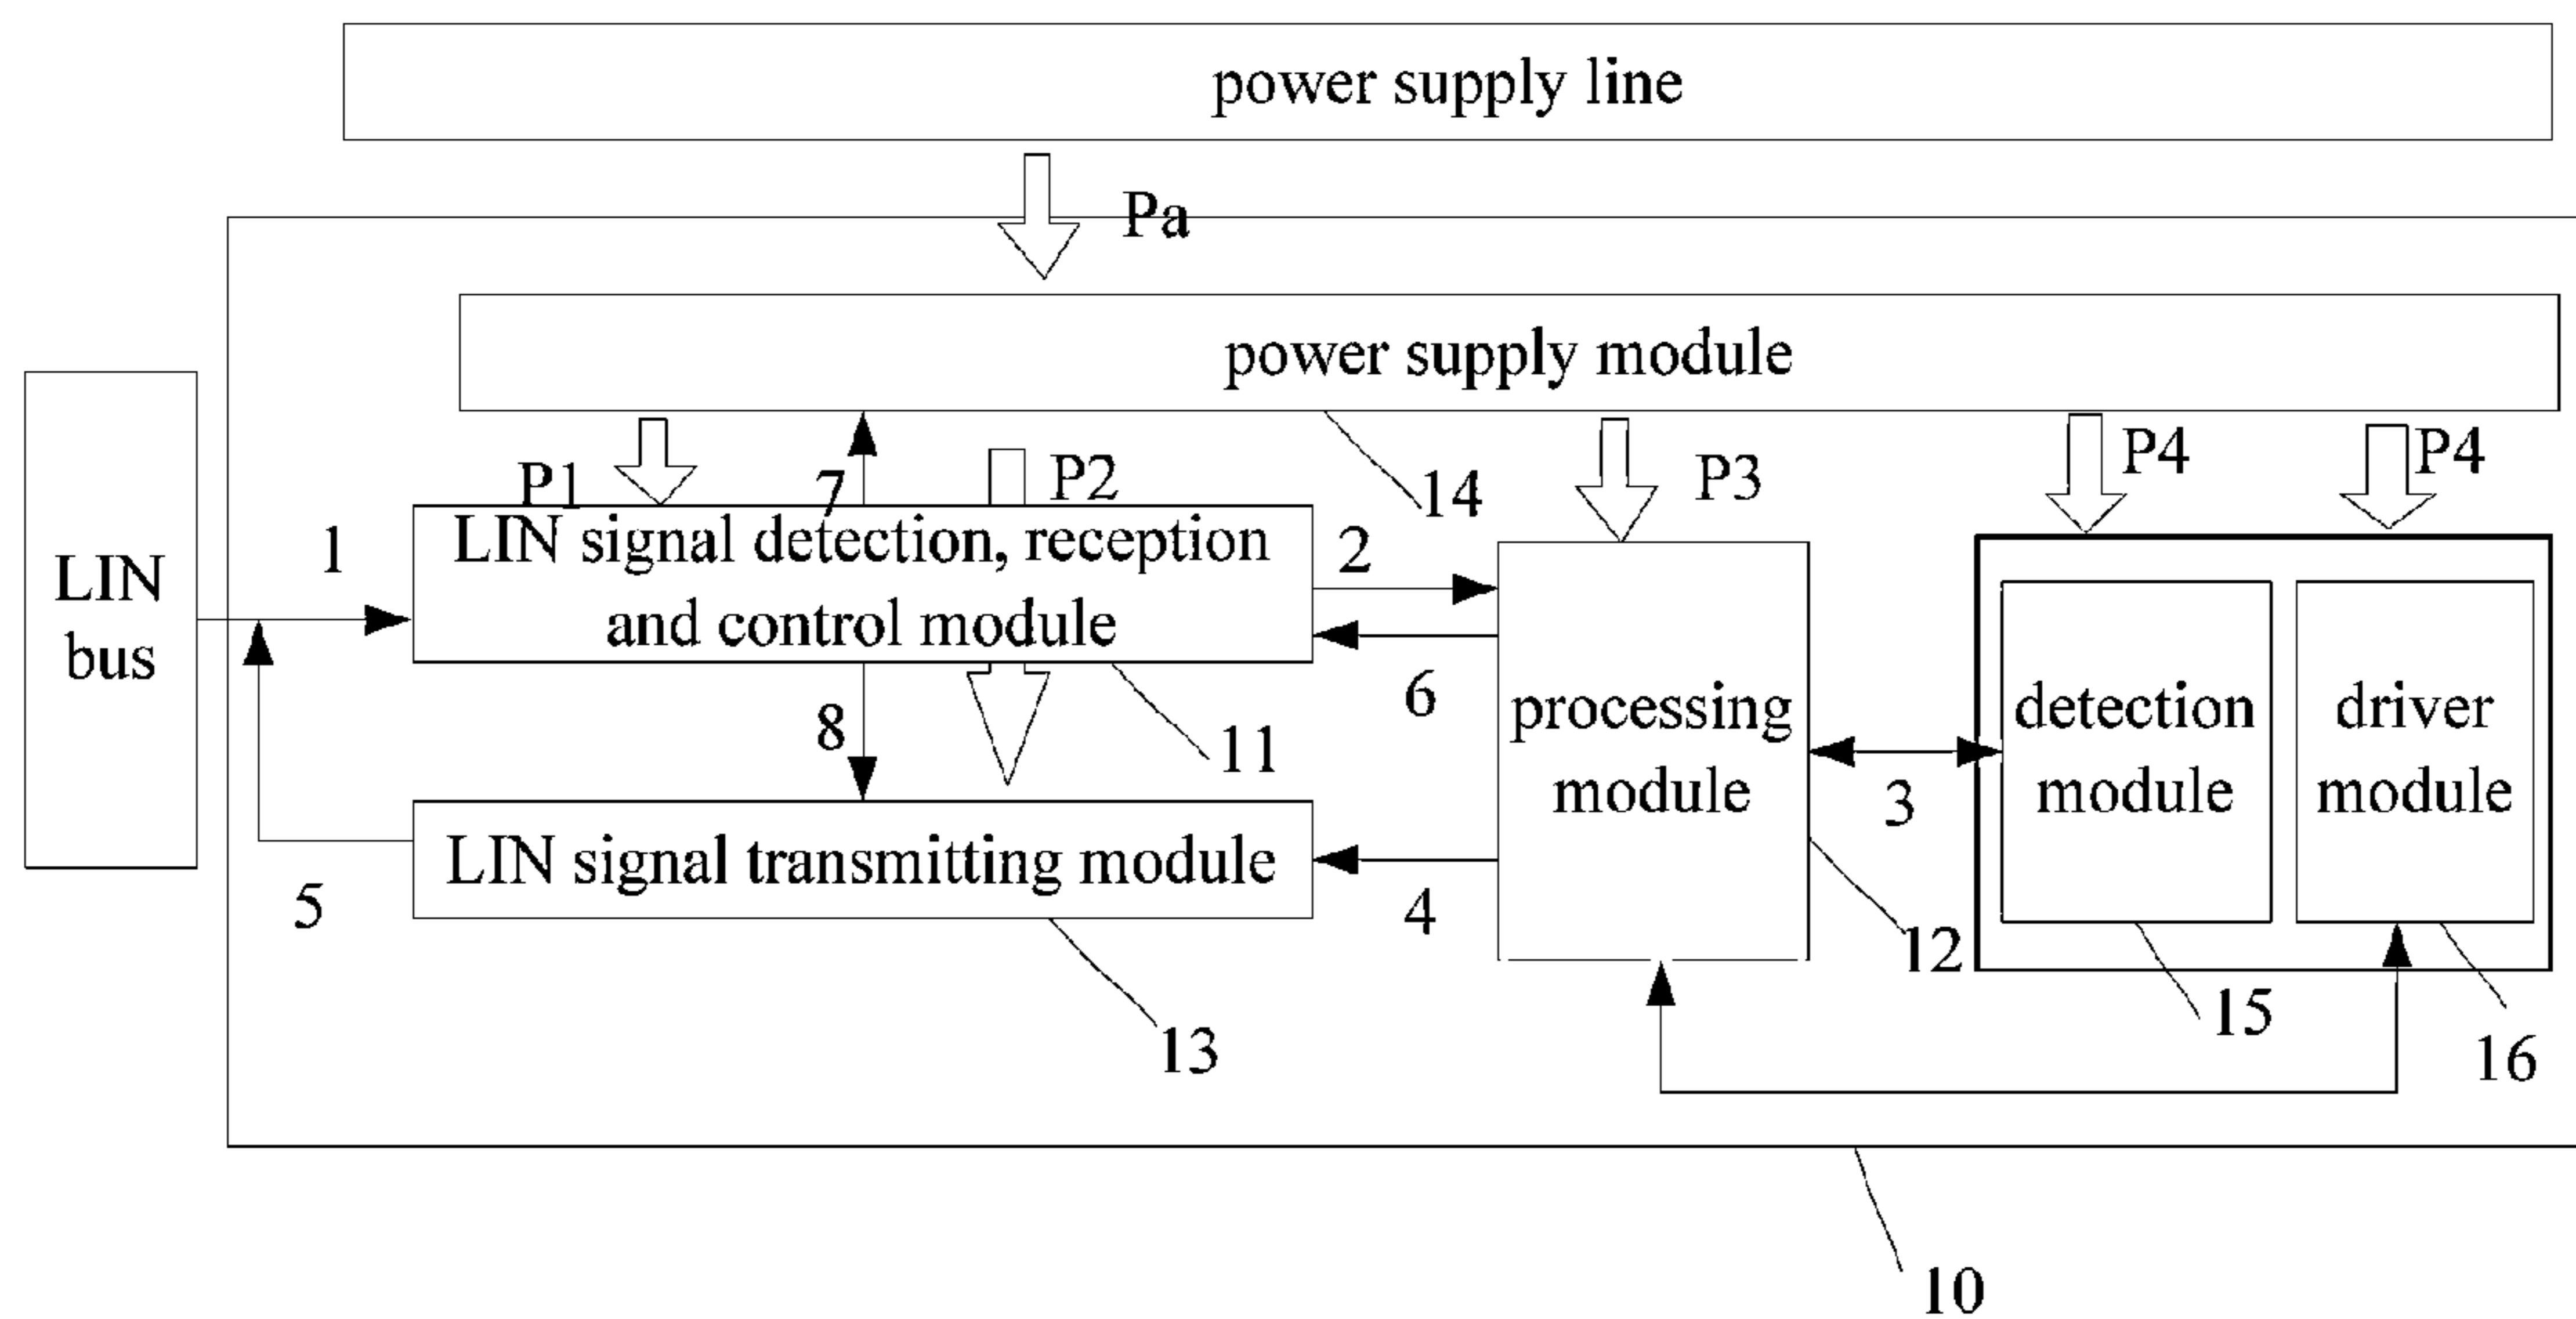 power supply line
Pa
power supply module
P1
7
P2
14
P3
P4
P4
LIN
bus
1
LIN signal detection, reception
and control module
2
6
8
11
processing
module
3
detection
module
driver
module
LIN signal transmitting module
5
4
12
13
15
16
10